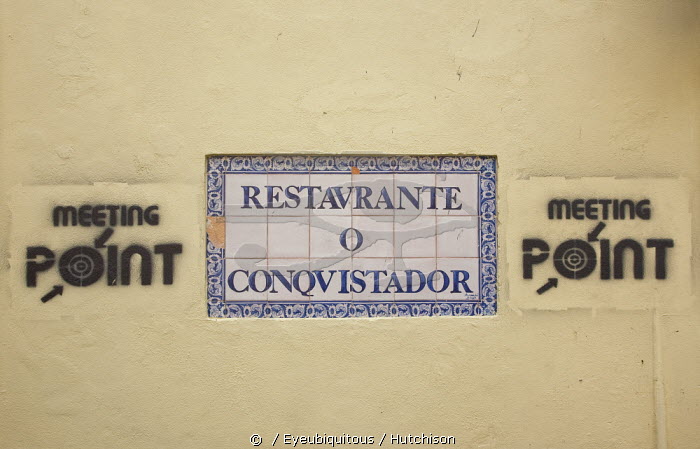 MEETING
POINT
RESTAVRANTE
O
CONQVISTADOR
MEETING
POINT
© / Eyeubiquitous / Hutchison